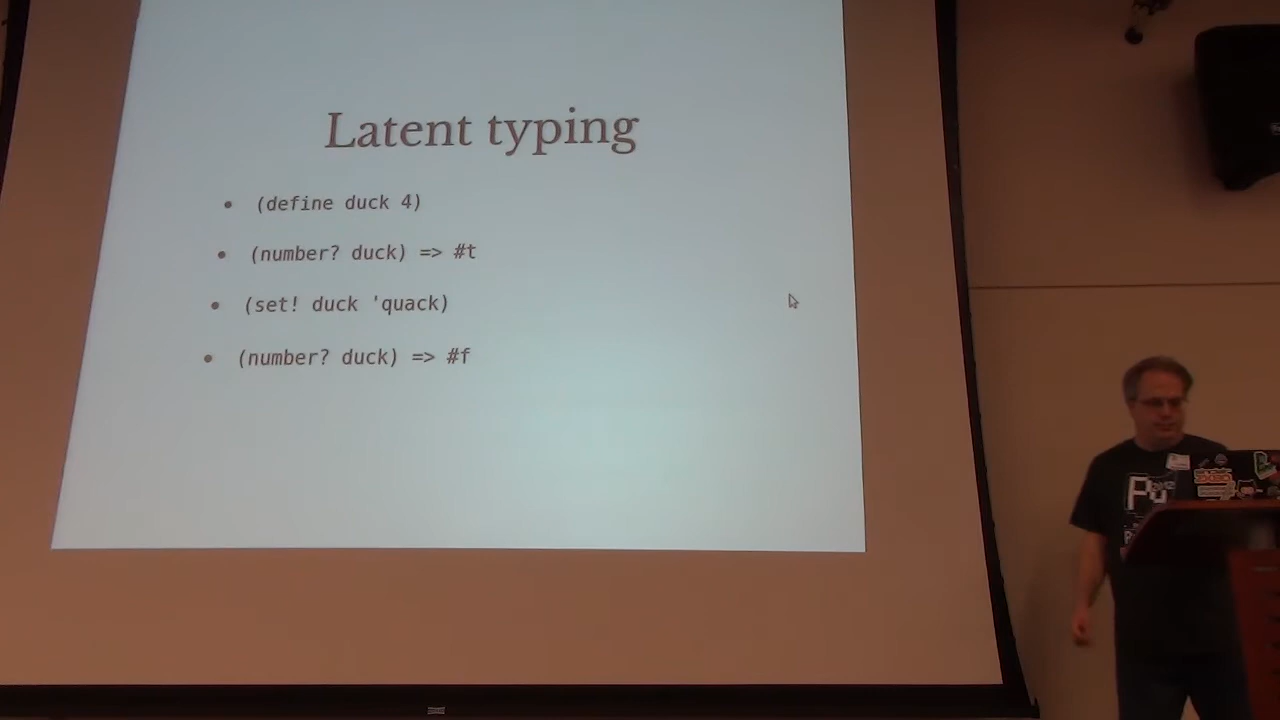 Latent typing
• (define duck 4)
• (number? duck) => #t
• (set! duck 'quack)
• (number? duck) => #f